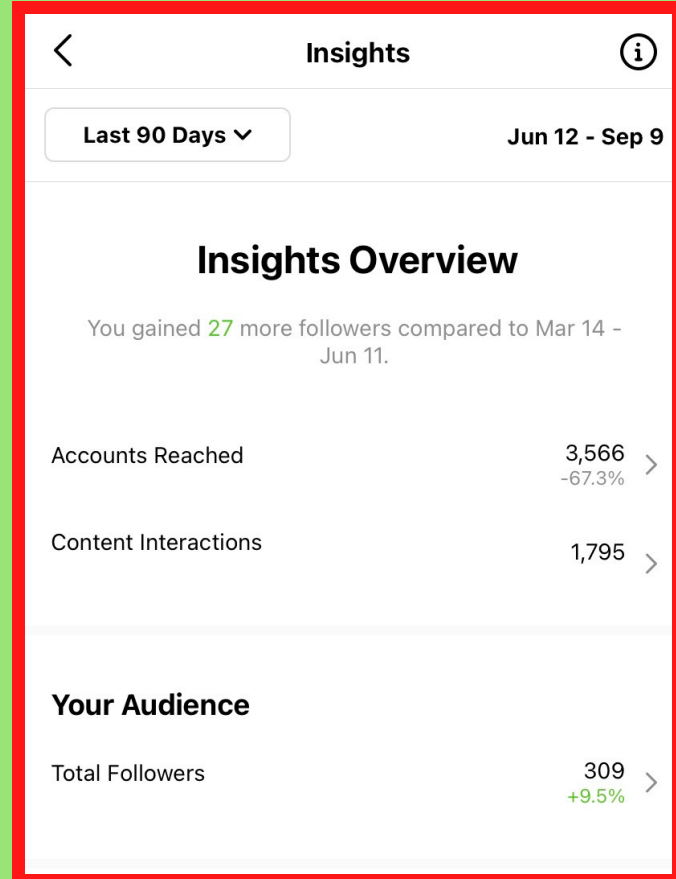 Insights
Last 90 Days
Jun 12 - Sep 9
Insights Overview
You gained 27 more followers compared to Mar 14 -
Jun 11.
Accounts Reached
3,566
-67.3%
Content Interactions
1,795
Your Audience
Total Followers
309
+9.5%